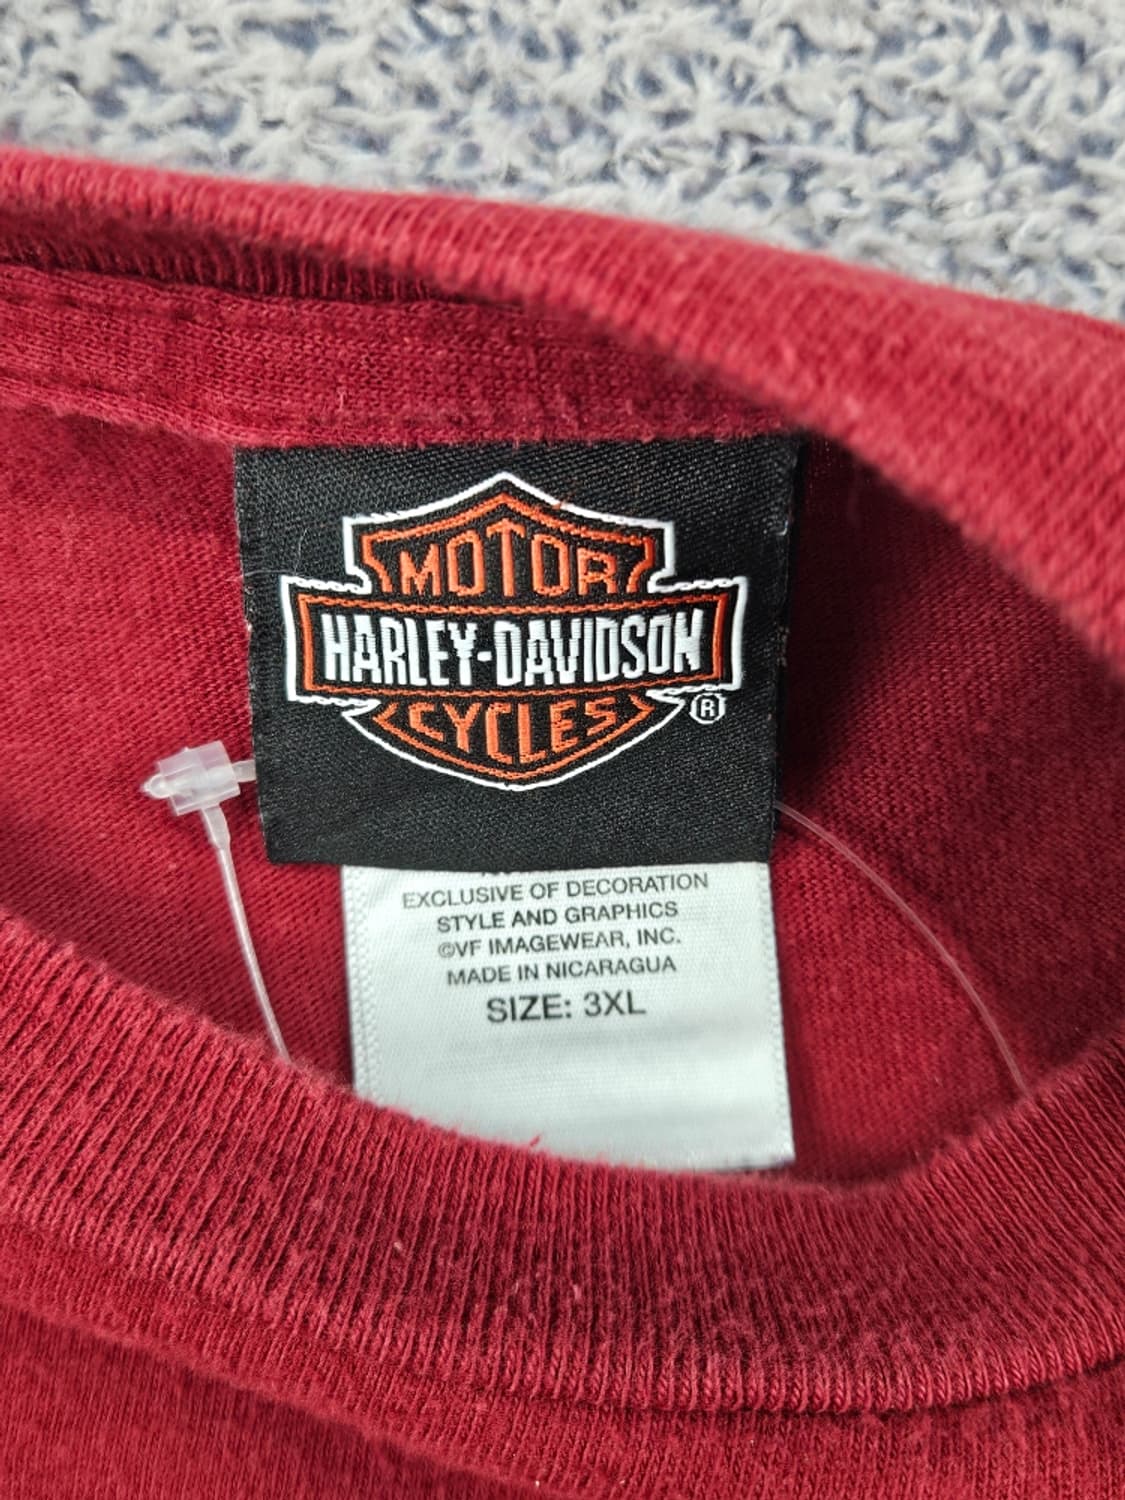 MOTOR
HARLEY-DAVIDSON
CYCLES ®
EXCLUSIVE OF DECORATION
STYLE AND GRAPHICS
©VF IMAGEWEAR, INC.
MADE IN NICARAGUA
SIZE: 3XL